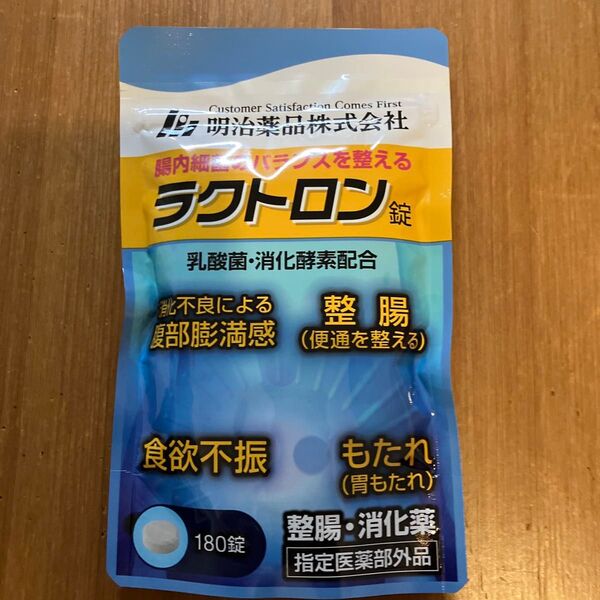 Customer Satisfaction Comes First
明治薬品株式会社
腸内細菌のバランスを整える
ラクトロン錠
乳酸菌・消化酵素配合
消化不良による
腹部膨満感
整腸
(便通を整える)
食欲不振
もたれ
(胃もたれ)
180錠
整腸・消化薬
指定医薬部外品